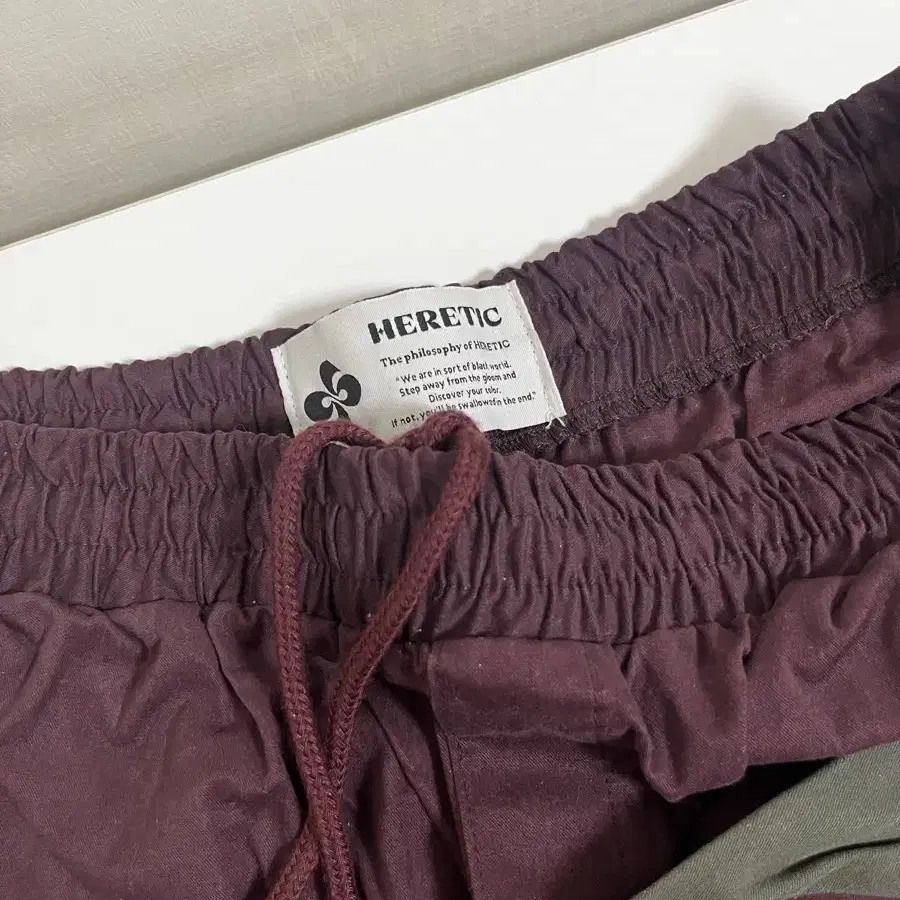 HERETIC
The philosophy of HERETIC
"We are in sort of black world.
Step away from the gloom and
Discover your color.
If not, you'll be swallowed in the end."